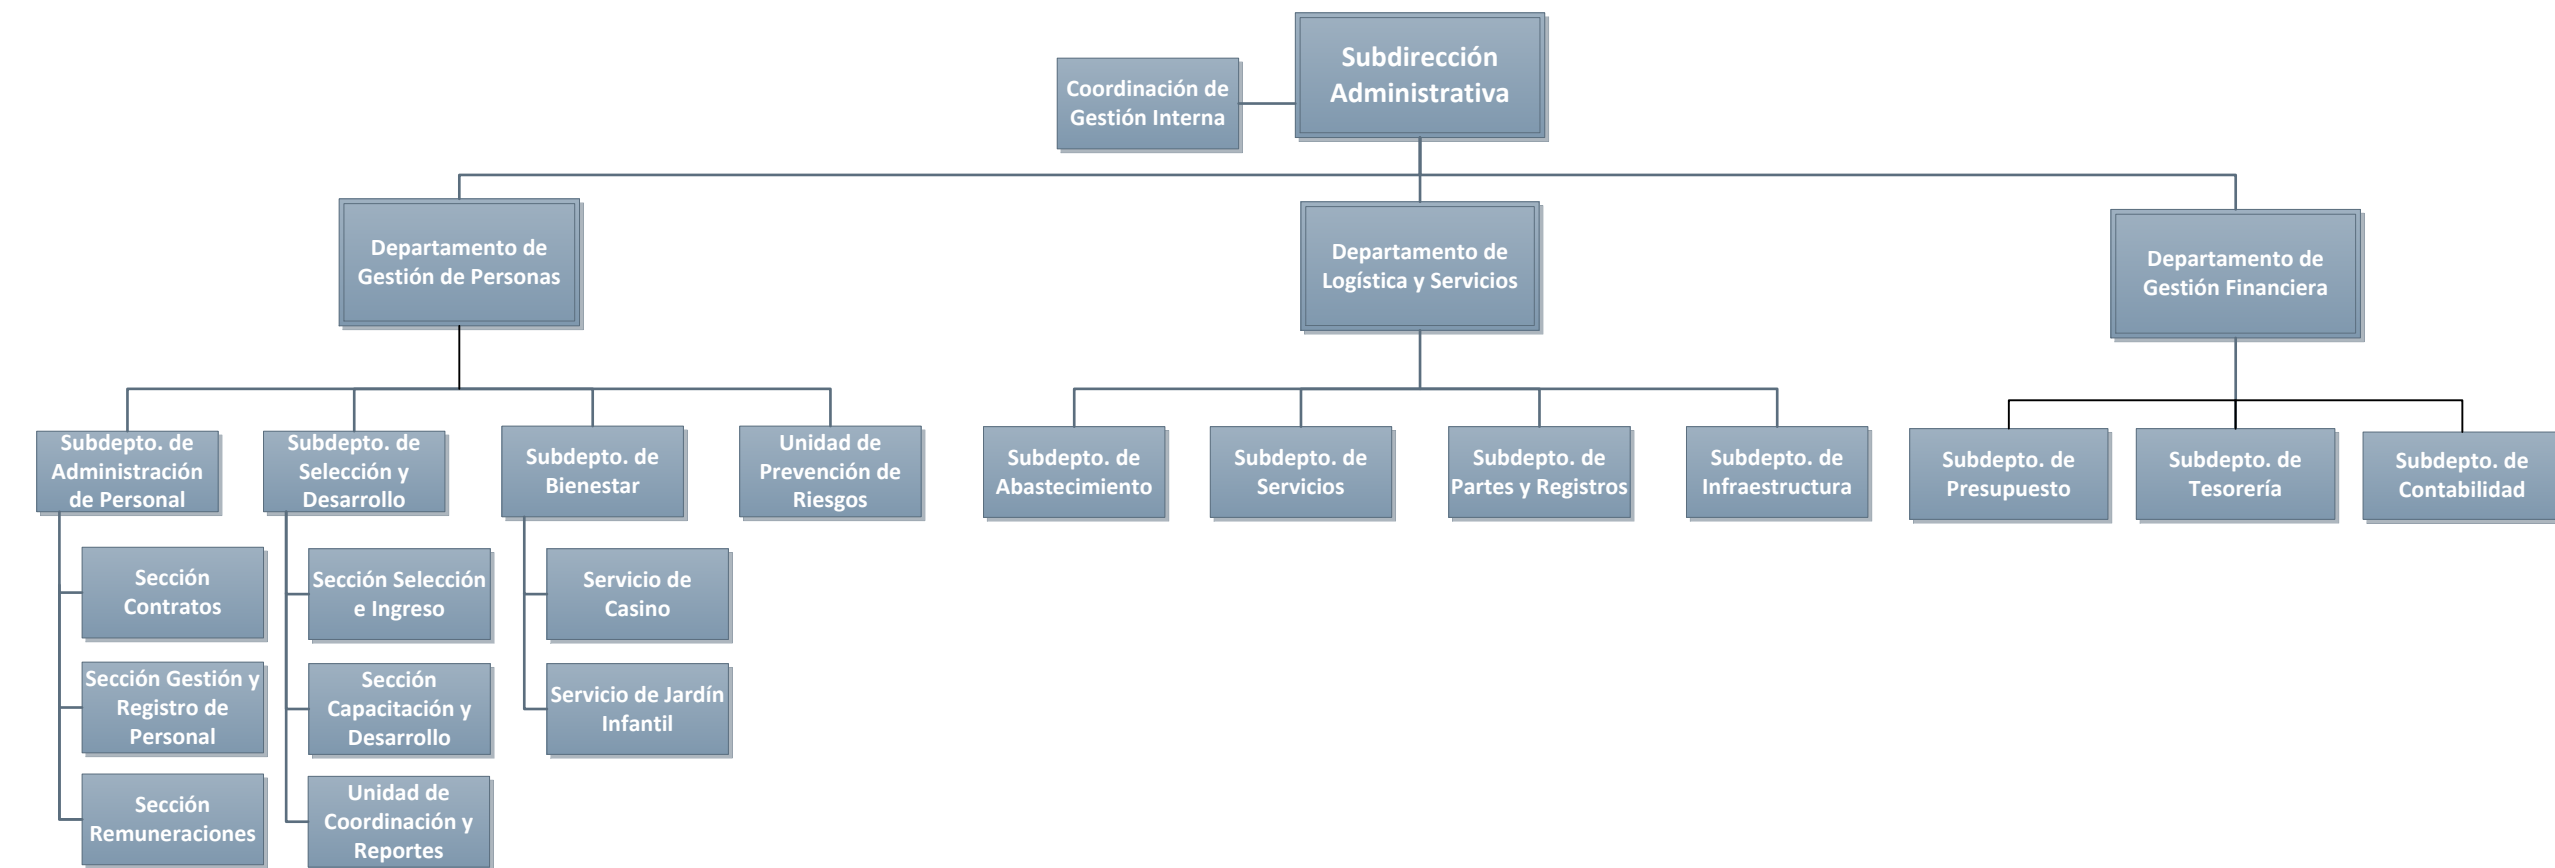 Subdirección
Administrativa
Coordinación de
Gestión Interna
Departamento de
Gestión de Personas
Departamento de
Logística y Servicios
Departamento de
Gestión Financiera
Subdepto. de
Administración
de Personal
Subdepto. de
Selección y
Desarrollo
Subdepto. de
Bienestar
Unidad de
Prevención de
Riesgos
Subdepto. de
Abastecimiento
Subdepto. de
Servicios
Subdepto. de
Partes y Registros
Subdepto. de
Infraestructura
Subdepto. de
Presupuesto
Subdepto. de
Tesorería
Subdepto. de
Contabilidad
Sección
Contratos
Sección Gestión y
Registro de
Personal
Sección
Remuneraciones
Sección Selección
e Ingreso
Sección
Capacitación y
Desarrollo
Unidad de
Coordinación y
Reportes
Servicio de
Casino
Servicio de Jardín
Infantil